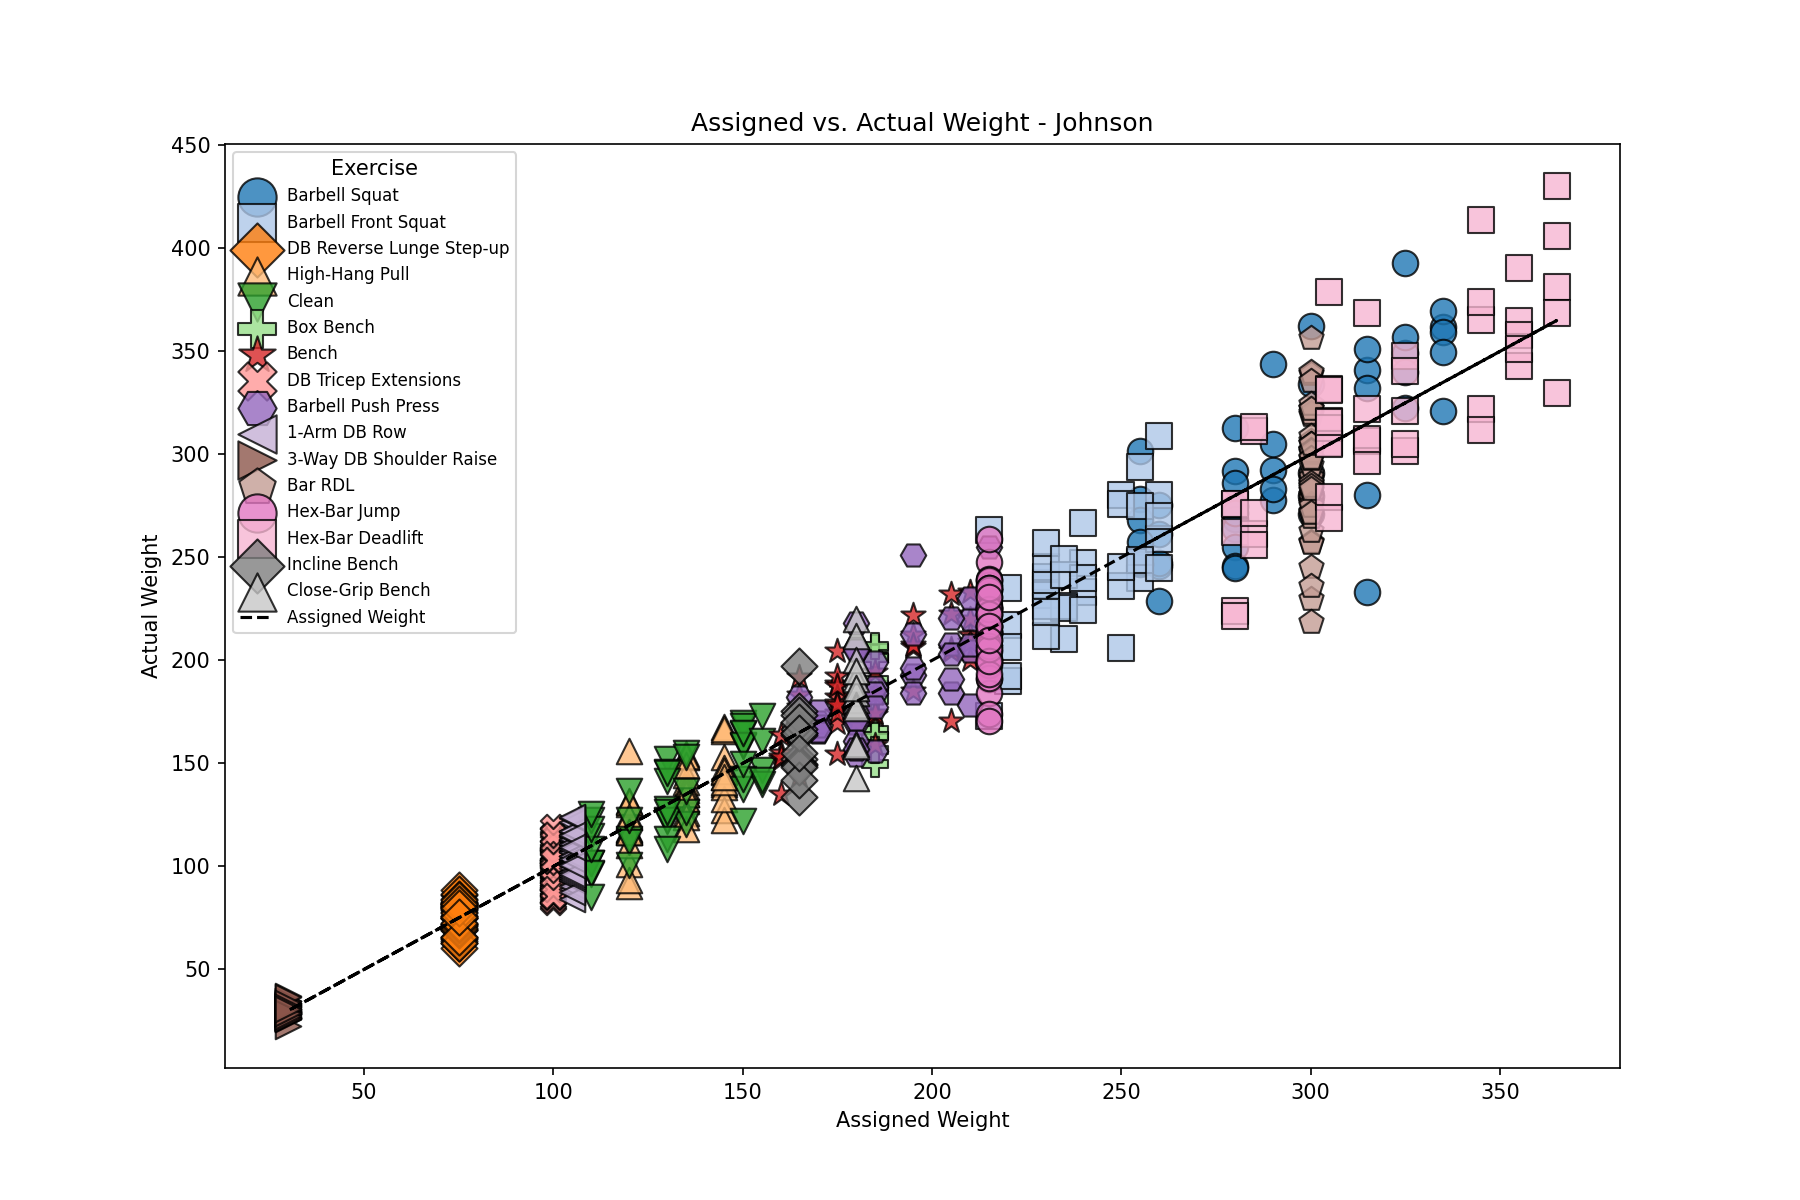 Assigned vs. Actual Weight - Johnson
450
400
350
300
250
200
150
100
50
Actual Weight
Exercise
Barbell Squat
Barbell Front Squat
DB Reverse Lunge Step-up
High-Hang Pull
Clean
Box Bench
Bench
DB Tricep Extensions
Barbell Push Press
1-Arm DB Row
3-Way DB Shoulder Raise
Bar RDL
Hex-Bar Jump
Hex-Bar Deadlift
Incline Bench
Close-Grip Bench
Assigned Weight
50 100 150 200 250 300 350
Assigned Weight